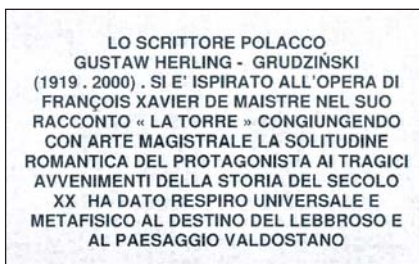 LO SCRITTORE POLACCO
GUSTAW HERLING - GRUDZIŃSKI
(1919 . 2000) . SI E' ISPIRATO ALL'OPERA DI
FRANÇOIS XAVIER DE MAISTRE NEL SUO
RACCONTO « LA TORRE » CONGIUNGENDO
CON ARTE MAGISTRALE LA SOLITUDINE
ROMANTICA DEL PROTAGONISTA AI TRAGICI
AVVENIMENTI DELLA STORIA DEL SECOLO
XX HA DATO RESPIRO UNIVERSALE E
METAFISICO AL DESTINO DEL LEBBROSO E
AL PAESAGGIO VALDOSTANO